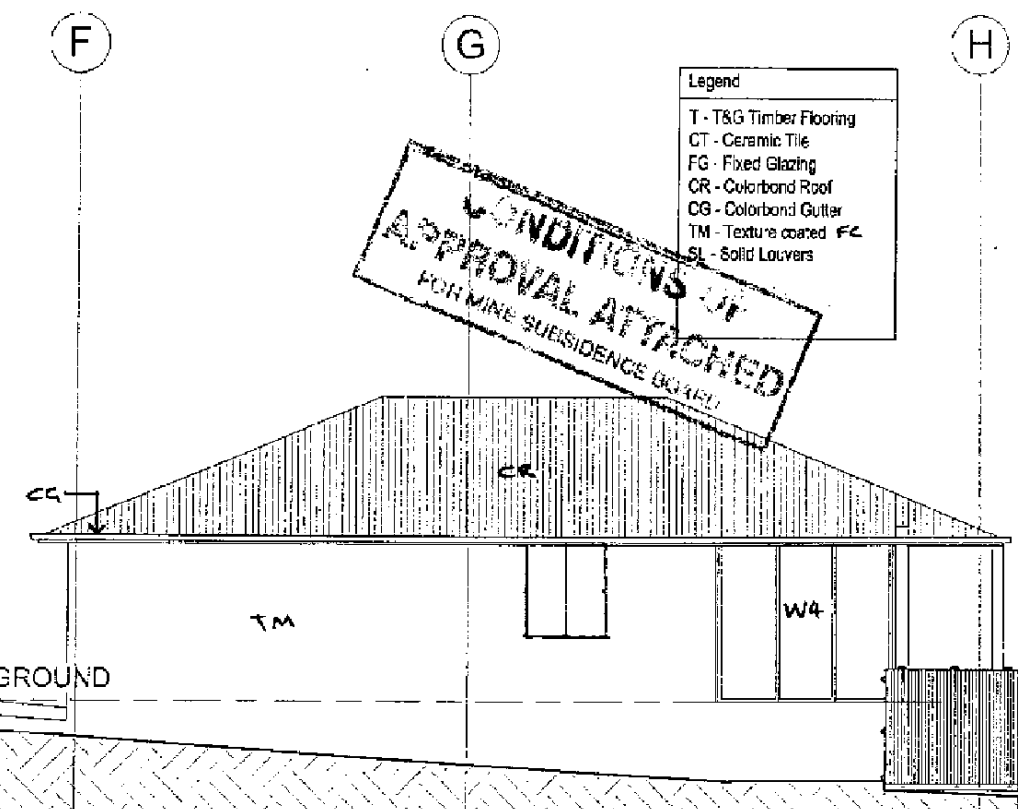 F
G
H
Legend
T - T&G Timber Flooring
CT - Ceramic Tile
FG - Fixed Glazing
CR - Colorbond Roof
CG - Colorbond Gutter
TM - Texture coated FC
SL - Solid Louvers
CONDITIONS OF
APPROVAL ATTACHED
FOR MINE SUBSIDENCE BOARD
CR
CG
TM
W4
GROUND